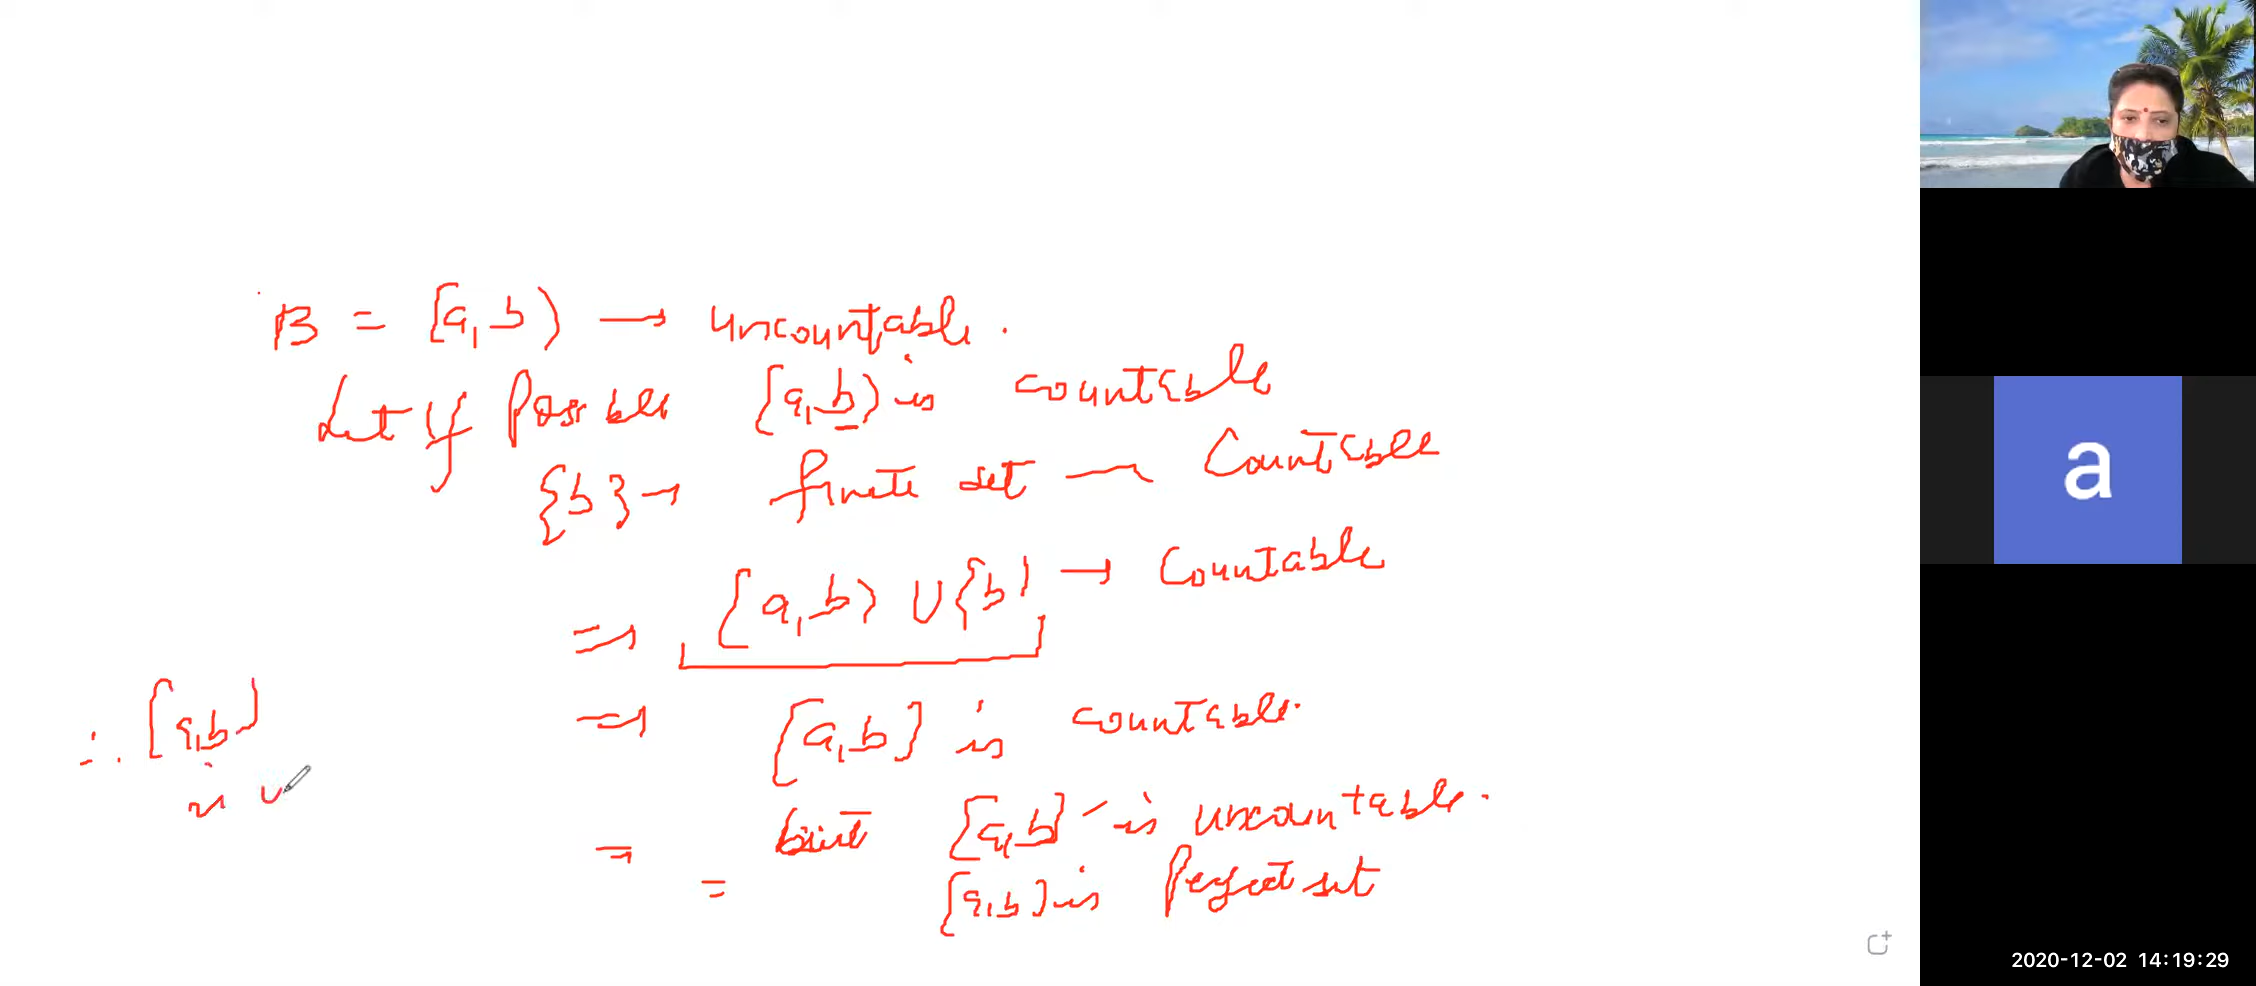 B = [a, b) → uncountable.
Let if possible [a, b) is countable
{b} → finite set — Countable
⇒ [a, b) ∪ {b} → Countable
⇒ [a, b] is countable.
but [a, b] is uncountable.
= [a, b] is Perfect set
∴ [a, b)
is u
a
2020-12-02 14:19:29